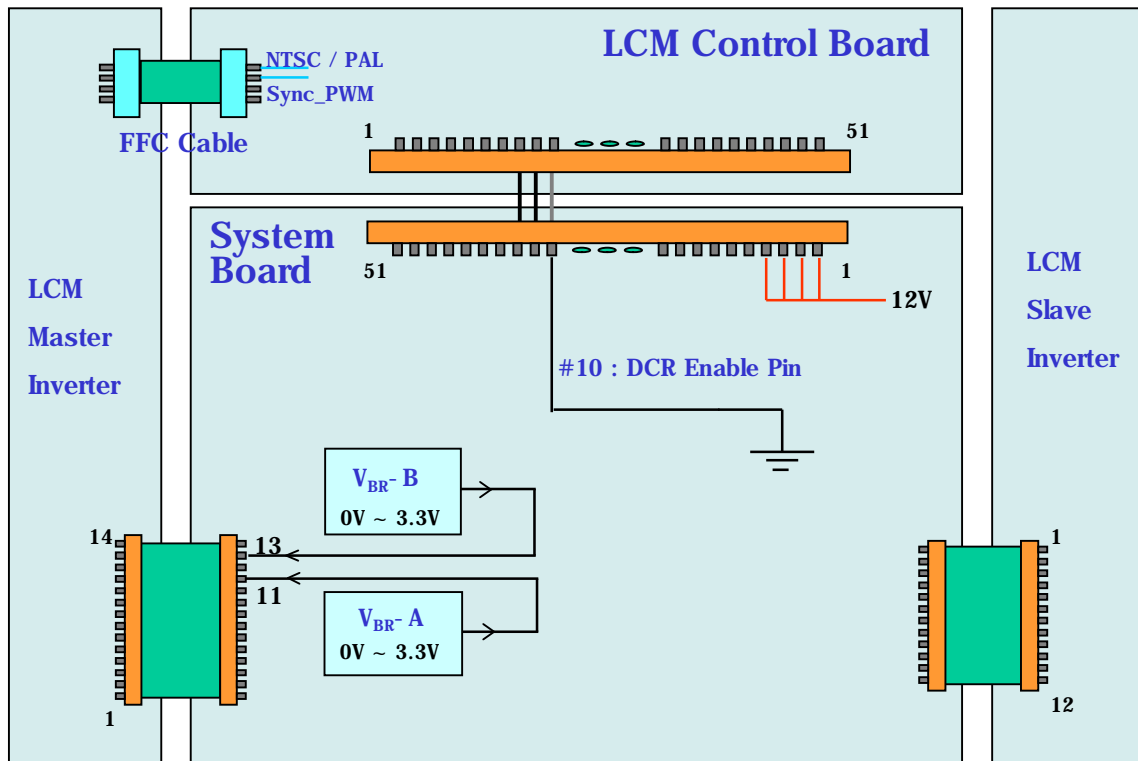 LCM Control Board
NTSC / PAL
Sync_PWM
FFC Cable
1
51
System
Board
51
1
12V
#10 : DCR Enable Pin
LCM
Master
Inverter
LCM
Slave
Inverter
VBR- B
0V ~ 3.3V
14
13
11
1
VBR- A
0V ~ 3.3V
1
12